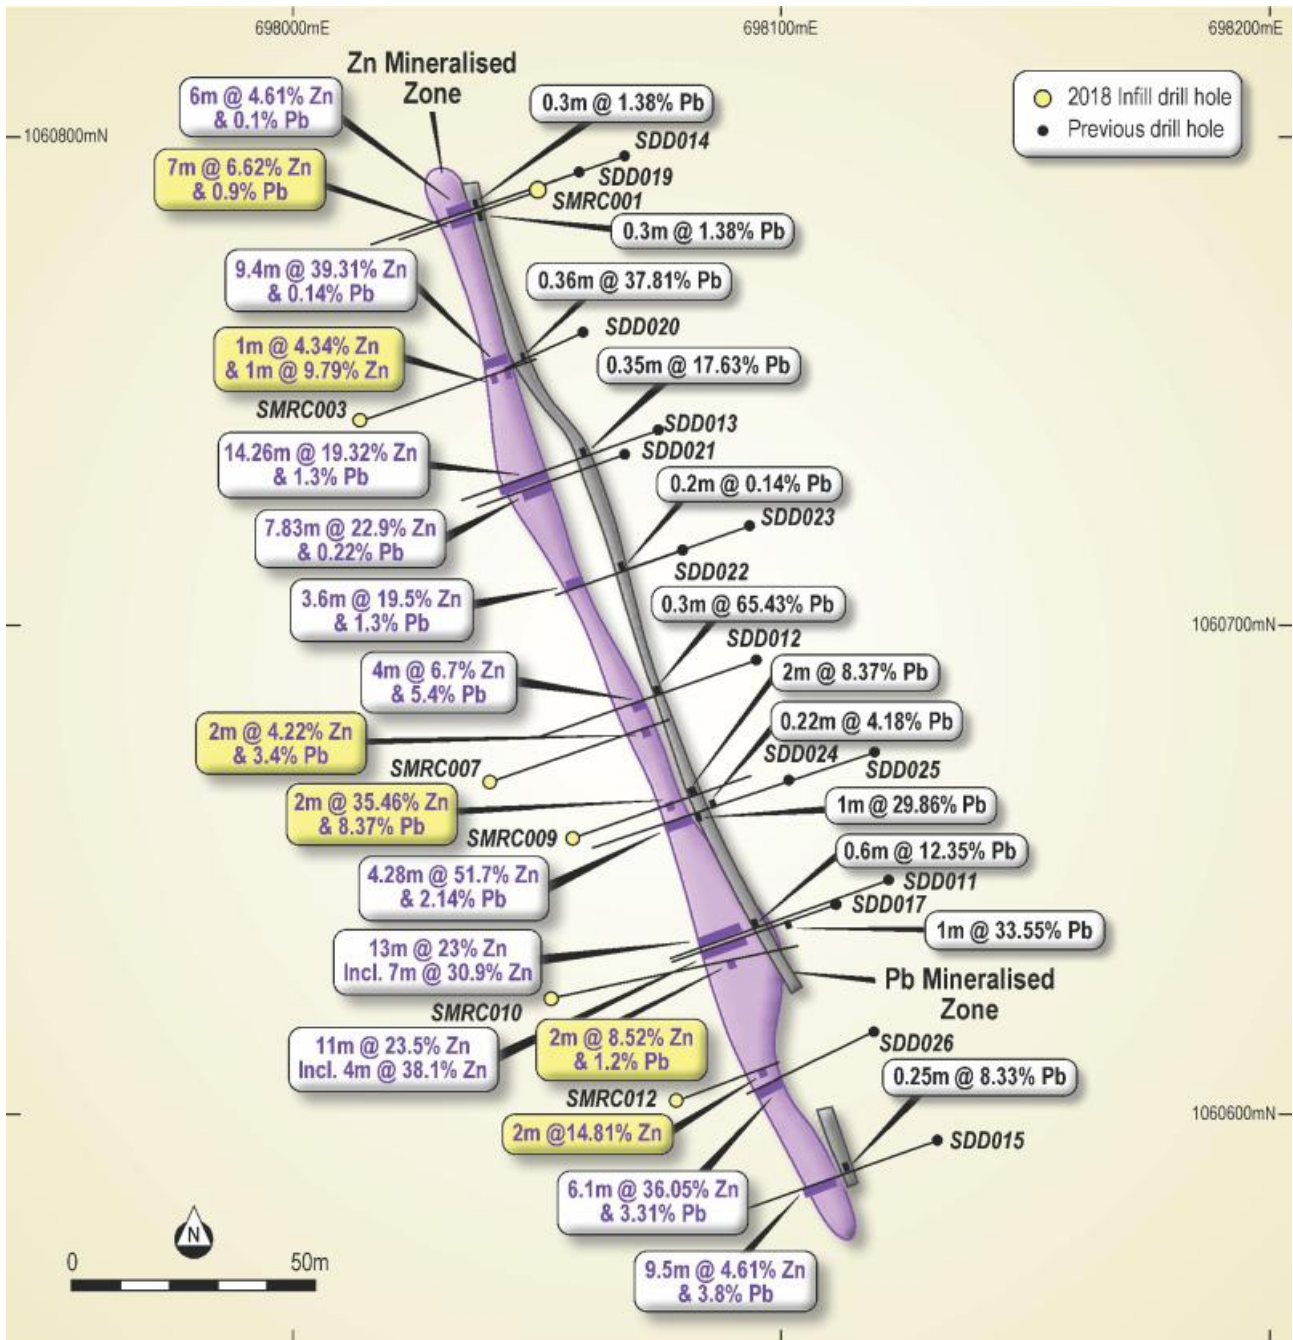 698000mE
698100mE
698200mE
Zn Mineralised
Zone
2018 Infill drill hole
Previous drill hole
6m @ 4.61% Zn
& 0.1% Pb
0.3m @ 1.38% Pb
1060800mN
SDD014
7m @ 6.62% Zn
& 0.9% Pb
SDD019
SMRC001
0.3m @ 1.38% Pb
9.4m @ 39.31% Zn
& 0.14% Pb
0.36m @ 37.81% Pb
SDD020
1m @ 4.34% Zn
& 1m @ 9.79% Zn
0.35m @ 17.63% Pb
SMRC003
SDD013
SDD021
14.26m @ 19.32% Zn
& 1.3% Pb
0.2m @ 0.14% Pb
SDD023
7.83m @ 22.9% Zn
& 0.22% Pb
SDD022
3.6m @ 19.5% Zn
& 1.3% Pb
0.3m @ 65.43% Pb
1060700mN
SDD012
4m @ 6.7% Zn
& 5.4% Pb
2m @ 8.37% Pb
0.22m @ 4.18% Pb
2m @ 4.22% Zn
& 3.4% Pb
SDD024
SMRC007
SDD025
2m @ 35.46% Zn
& 8.37% Pb
1m @ 29.86% Pb
SMRC009
0.6m @ 12.35% Pb
4.28m @ 51.7% Zn
& 2.14% Pb
SDD011
SDD017
1m @ 33.55% Pb
13m @ 23% Zn
Incl. 7m @ 30.9% Zn
Pb Mineralised
Zone
SMRC010
11m @ 23.5% Zn
Incl. 4m @ 38.1% Zn
2m @ 8.52% Zn
& 1.2% Pb
SDD026
0.25m @ 8.33% Pb
SMRC012
1060600mN
2m @14.81% Zn
SDD015
6.1m @ 36.05% Zn
& 3.31% Pb
N
0
50m
9.5m @ 4.61% Zn
& 3.8% Pb